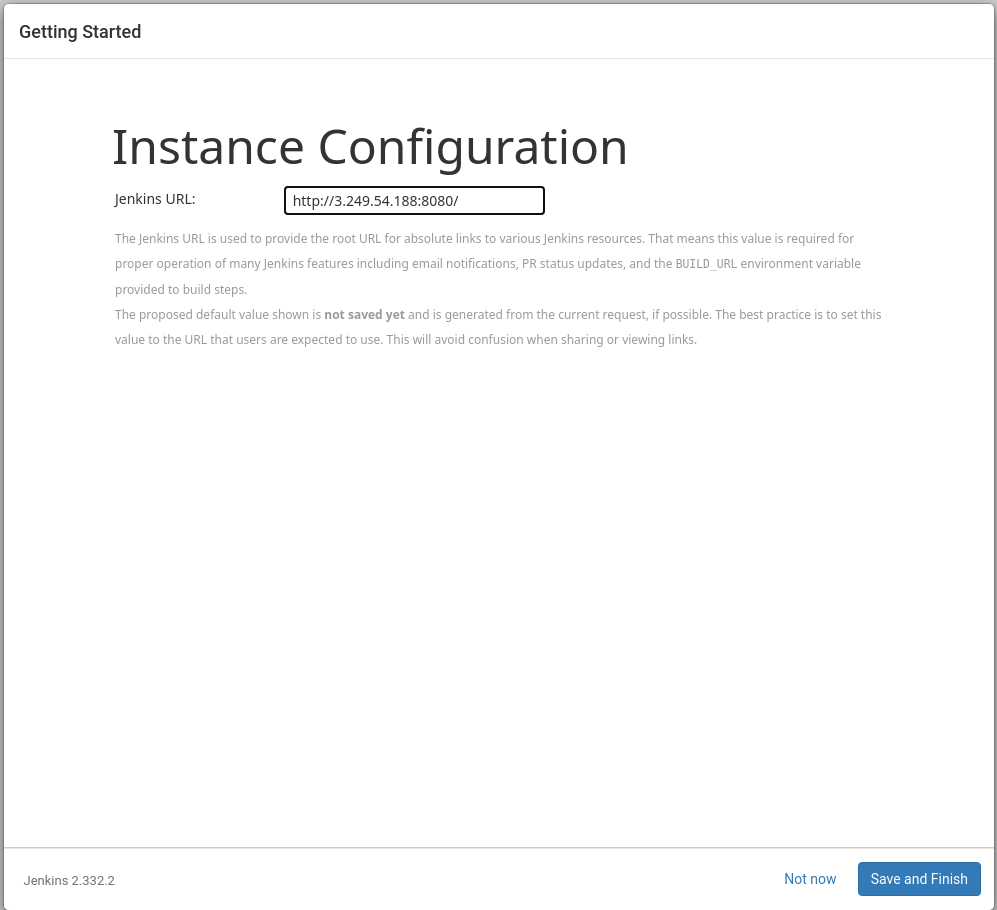 Getting Started
Instance Configuration
Jenkins URL:
http://3.249.54.188:8080/
The Jenkins URL is used to provide the root URL for absolute links to various Jenkins resources. That means this value is required for
proper operation of many Jenkins features including email notifications, PR status updates, and the BUILD_URL environment variable
provided to build steps.
The proposed default value shown is not saved yet and is generated from the current request, if possible. The best practice is to set this
value to the URL that users are expected to use. This will avoid confusion when sharing or viewing links.
Jenkins 2.332.2
Not now
Save and Finish